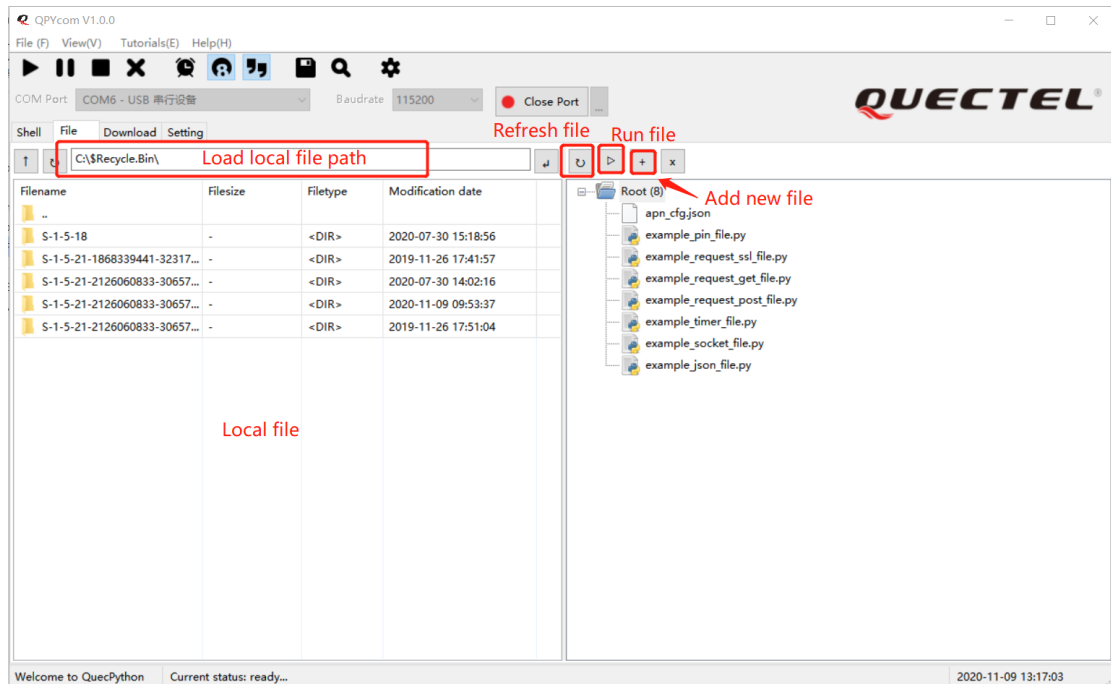 QPYcom V1.0.0
File (F) View(V) Tutorials(E) Help(H)
COM Port COM6 - USB 串行设备 Baudrate 115200 Close Port ...
QUECTEL®
Shell File Download Setting
Refresh file Run file
C:\$Recycle.Bin\ Load local file path
+ x
Add new file
Filename Filesize Filetype Modification date
..
S-1-5-18 - <DIR> 2020-07-30 15:18:56
S-1-5-21-1868339441-32317... - <DIR> 2019-11-26 17:41:57
S-1-5-21-2126060833-30657... - <DIR> 2020-07-30 14:02:16
S-1-5-21-2126060833-30657... - <DIR> 2020-11-09 09:53:37
S-1-5-21-2126060833-30657... - <DIR> 2019-11-26 17:51:04
Local file
Root (8)
apn_cfg.json
example_pin_file.py
example_request_ssl_file.py
example_request_get_file.py
example_request_post_file.py
example_timer_file.py
example_socket_file.py
example_json_file.py
Welcome to QuecPython Current status: ready... 2020-11-09 13:17:03